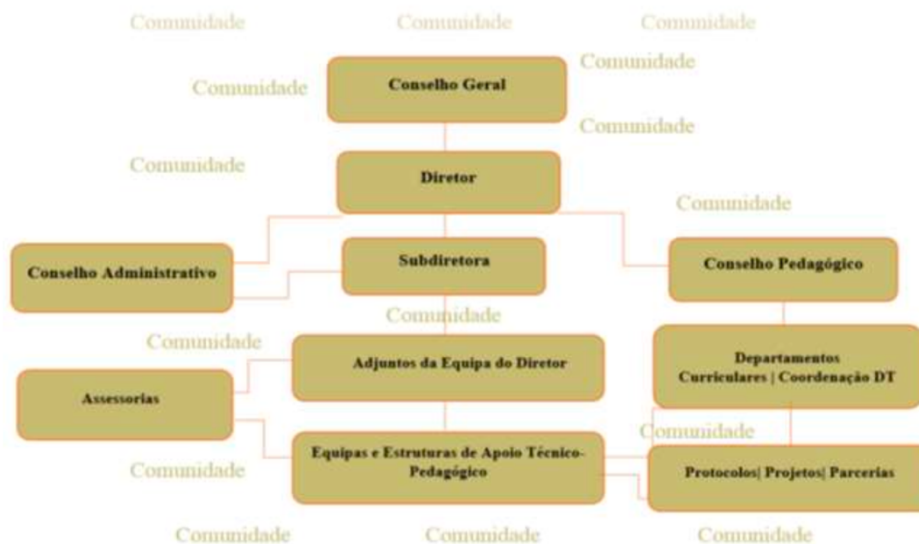 Comunidade Comunidade Comunidade
Comunidade
Conselho Geral
Comunidade
Comunidade
Comunidade
Diretor
Comunidade
Conselho Administrativo
Subdiretora
Conselho Pedagógico
Comunidade
Comunidade
Adjuntos da Equipa do Diretor
Departamentos
Curriculares | Coordenação DT
Assessorias
Comunidade
Equipas e Estruturas de Apoio Técnico-
Pedagógico
Comunidade
Protocolos| Projetos| Parcerias
Comunidade Comunidade Comunidade